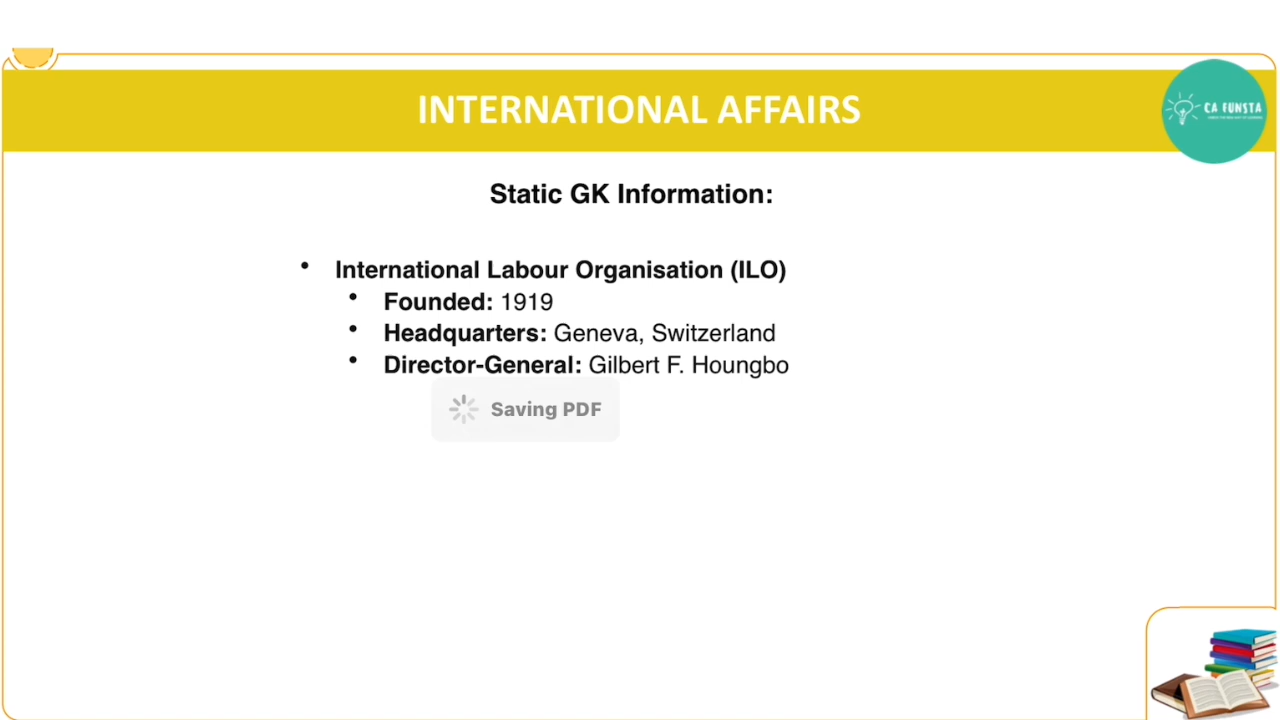 INTERNATIONAL AFFAIRS
CA FUNSTA
Static GK Information:
• International Labour Organisation (ILO)
• Founded: 1919
• Headquarters: Geneva, Switzerland
• Director-General: Gilbert F. Houngbo
Saving PDF